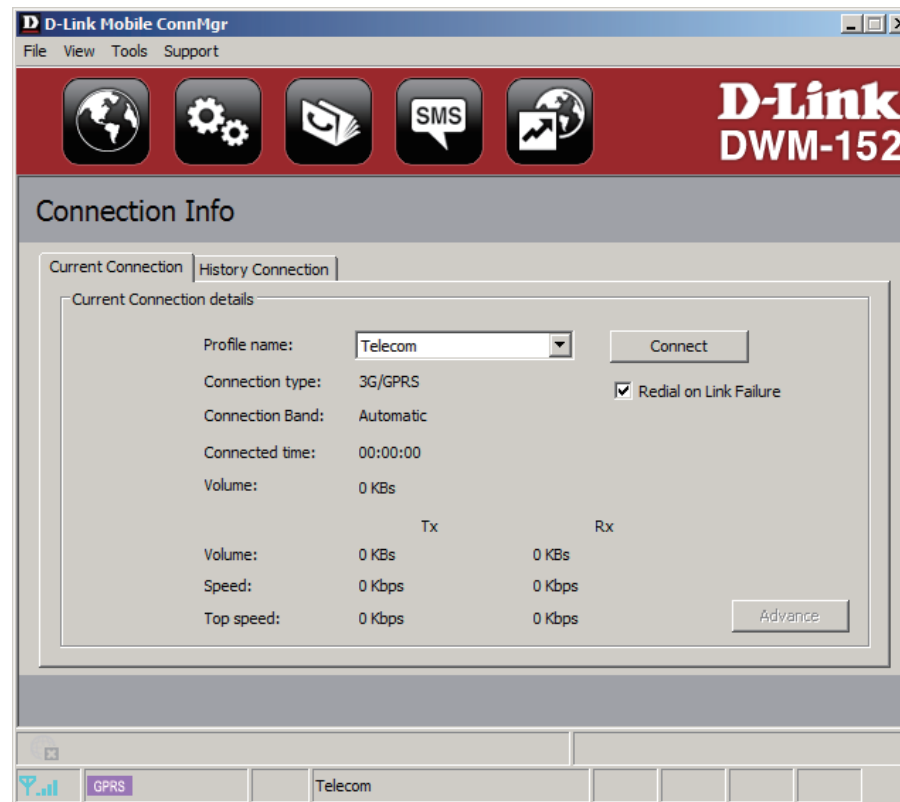 D D-Link Mobile ConnMgr
File View Tools Support
SMS
D-Link
DWM-152
Connection Info
Current Connection History Connection
Current Connection details
Profile name: Telecom Connect
Connection type: 3G/GPRS Redial on Link Failure
Connection Band: Automatic
Connected time: 00:00:00
Volume: 0 KBs
Tx Rx
Volume: 0 KBs 0 KBs
Speed: 0 Kbps 0 Kbps
Top speed: 0 Kbps 0 Kbps
Advance
GPRS Telecom